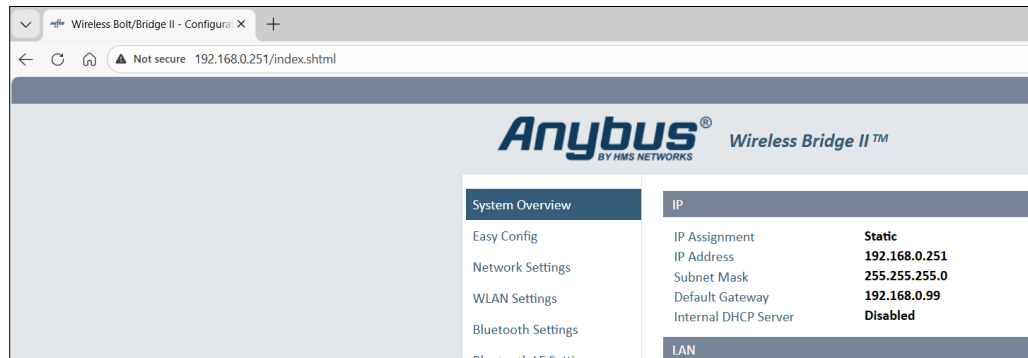 Wireless Bolt/Bridge II - Configurat
Not secure 192.168.0.251/index.shtml
Anybus®
BY HMS NETWORKS
Wireless Bridge II™
System Overview
Easy Config
Network Settings
WLAN Settings
Bluetooth Settings
IP
IP Assignment Static
IP Address 192.168.0.251
Subnet Mask 255.255.255.0
Default Gateway 192.168.0.99
Internal DHCP Server Disabled
LAN